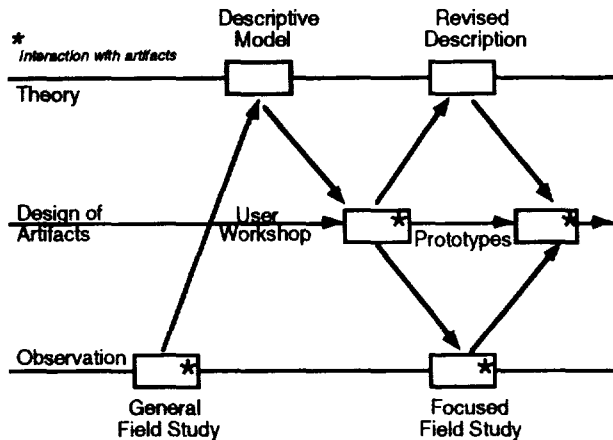 Descriptive
Model
Revised
Description
* Interaction with artifacts
Theory
Design of
Artifacts
User
Workshop
*
Prototypes
*
Observation
*
*
General
Field Study
Focused
Field Study